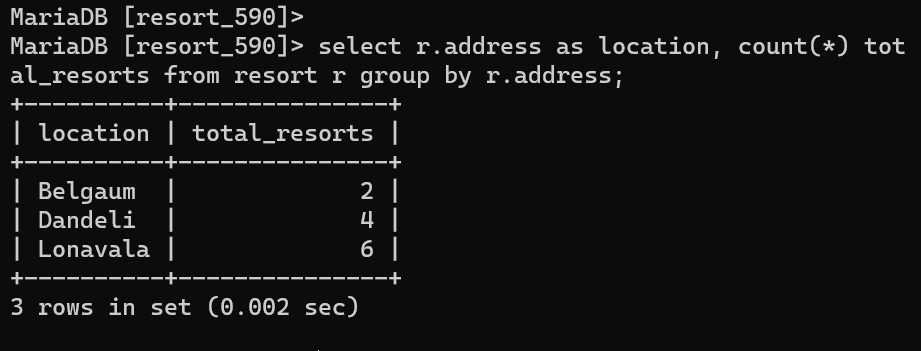 MariaDB [resort_590]>
MariaDB [resort_590]> select r.address as location, count(*) tot
al_resorts from resort r group by r.address;
+----------+---------------+
| location | total_resorts |
+----------+---------------+
| Belgaum  |             2 |
| Dandeli  |             4 |
| Lonavala |             6 |
+----------+---------------+
3 rows in set (0.002 sec)